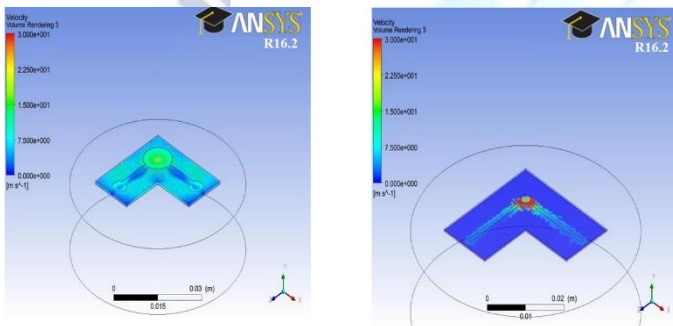 Velocity
Volume Rendering 3
3.000e+001
2.250e+001
1.500e+001
7.500e+000
0.000e+000
[m s^-1]
ANSYS
R16.2
0
0.03 (m)
0.015
Y
Z
X
Velocity
Volume Rendering 3
3.000e+001
2.250e+001
1.500e+001
7.500e+000
0.000e+000
[m s^-1]
ANSYS
R16.2
0
0.02 (m)
0.01
Y
Z
X